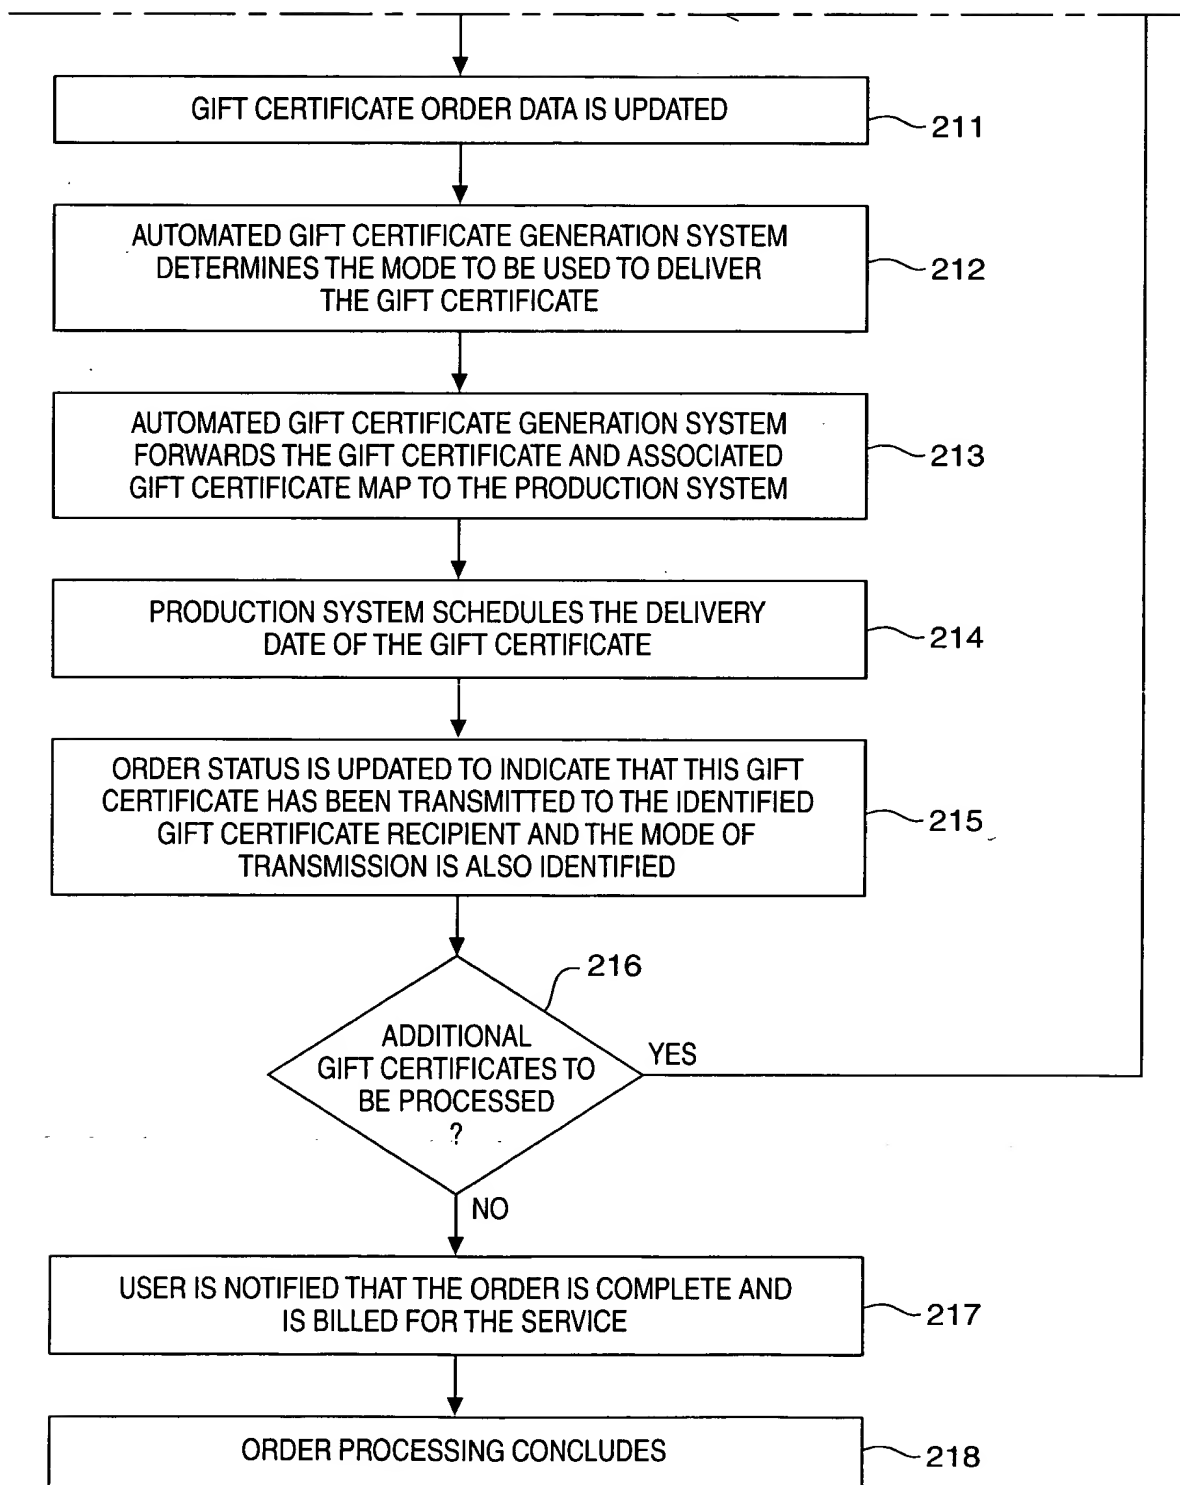 GIFT CERTIFICATE ORDER DATA IS UPDATED
211
AUTOMATED GIFT CERTIFICATE GENERATION SYSTEM
DETERMINES THE MODE TO BE USED TO DELIVER
THE GIFT CERTIFICATE
212
AUTOMATED GIFT CERTIFICATE GENERATION SYSTEM
FORWARDS THE GIFT CERTIFICATE AND ASSOCIATED
GIFT CERTIFICATE MAP TO THE PRODUCTION SYSTEM
213
PRODUCTION SYSTEM SCHEDULES THE DELIVERY
DATE OF THE GIFT CERTIFICATE
214
ORDER STATUS IS UPDATED TO INDICATE THAT THIS GIFT
CERTIFICATE HAS BEEN TRANSMITTED TO THE IDENTIFIED
GIFT CERTIFICATE RECIPIENT AND THE MODE OF
TRANSMISSION IS ALSO IDENTIFIED
215
216
ADDITIONAL
GIFT CERTIFICATES TO
BE PROCESSED
?
YES
NO
USER IS NOTIFIED THAT THE ORDER IS COMPLETE AND
IS BILLED FOR THE SERVICE
217
ORDER PROCESSING CONCLUDES
218